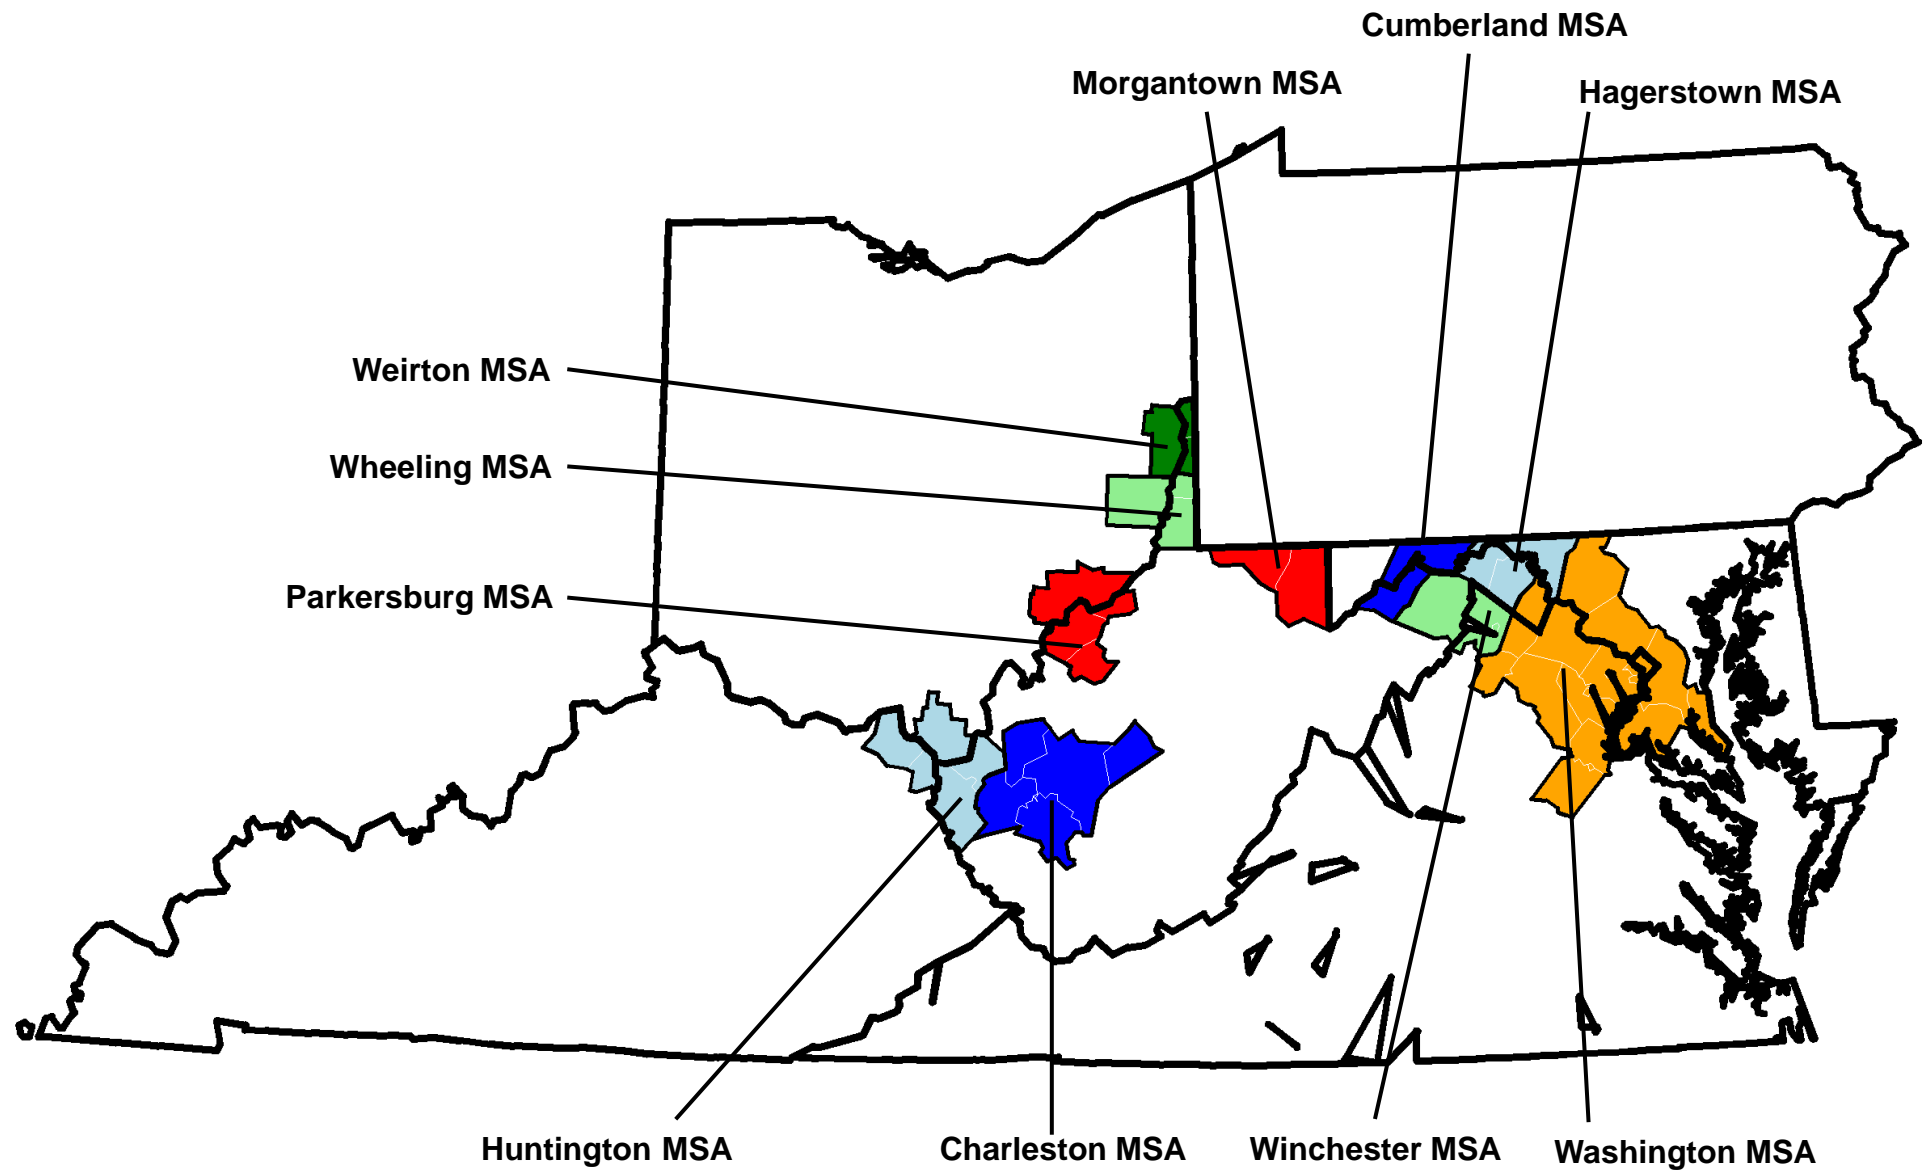 Cumberland MSA
Morgantown MSA
Hagerstown MSA
Weirton MSA
Wheeling MSA
Parkersburg MSA
Huntington MSA
Charleston MSA
Winchester MSA
Washington MSA